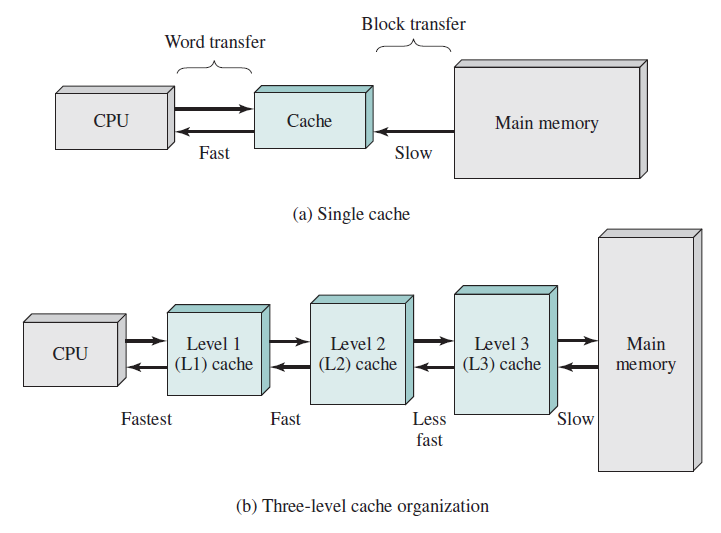 Block transfer
Word transfer
CPU
Cache
Main memory
Fast
Slow
(a) Single cache
CPU
Level 1
(L1) cache
Level 2
(L2) cache
Level 3
(L3) cache
Main
memory
Fastest
Fast
Less
fast
Slow
(b) Three-level cache organization